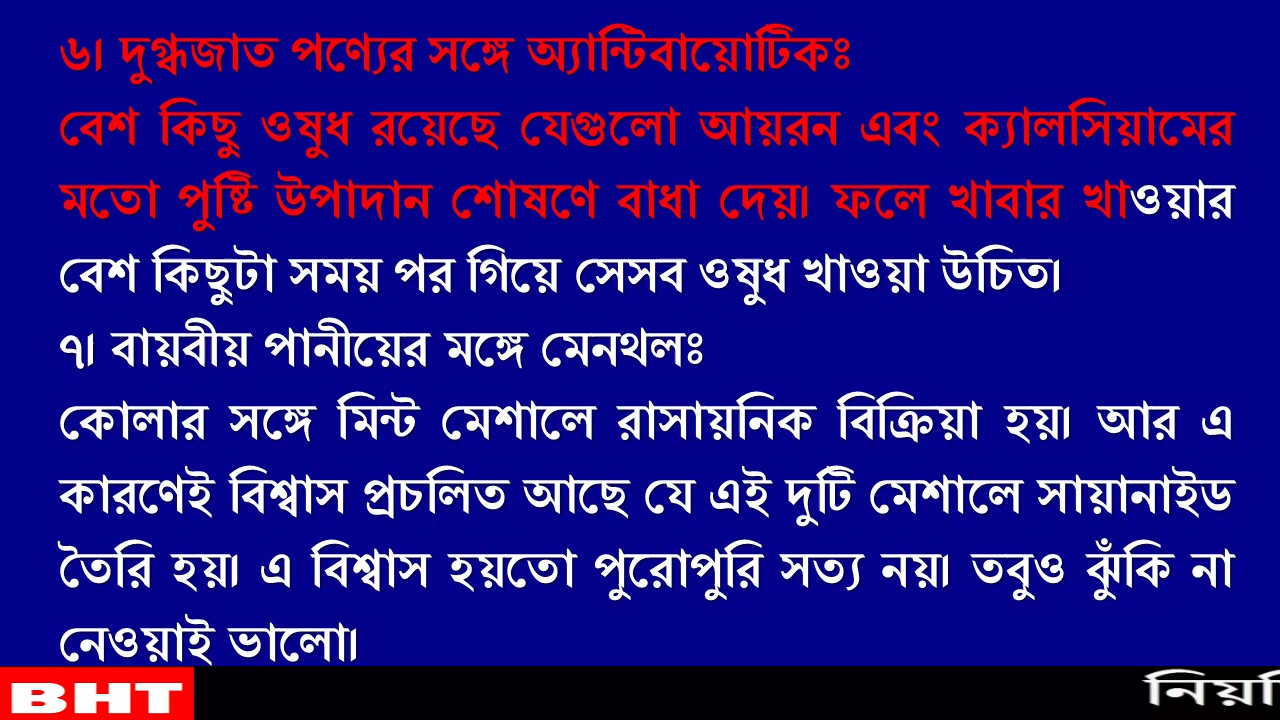 ৬। দুগ্ধজাত পণ্যের সঙ্গে অ্যান্টিবায়োটিকঃ
বেশ কিছু ওষুধ রয়েছে যেগুলো আয়রন এবং ক্যালসিয়ামের
মতো পুষ্টি উপাদান শোষণে বাধা দেয়। ফলে খাবার খাওয়ার
বেশ কিছুটা সময় পর গিয়ে সেসব ওষুধ খাওয়া উচিত।
৭। বায়বীয় পানীয়ের মঙ্গে মেনথলঃ
কোলার সঙ্গে মিন্ট মেশালে রাসায়নিক বিক্রিয়া হয়। আর এ
কারণেই বিশ্বাস প্রচলিত আছে যে এই দুটি মেশালে সায়ানাইড
তৈরি হয়। এ বিশ্বাস হয়তো পুরোপুরি সত্য নয়। তবুও ঝুঁকি না
নেওয়াই ভালো।
BHT